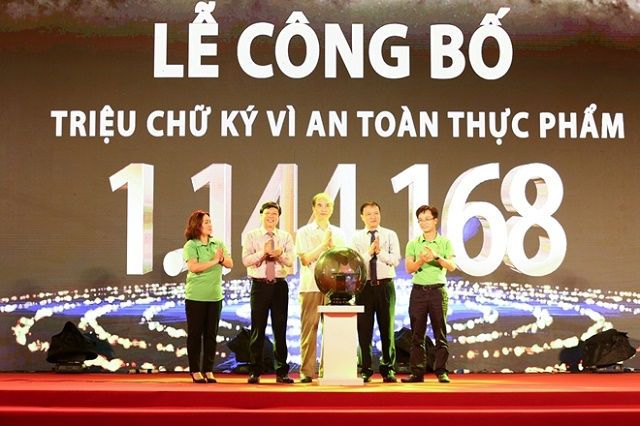 LỄ CÔNG BỐ
TRIỆU CHỮ KÝ VÌ AN TOÀN THỰC PHẨM
1.144.168